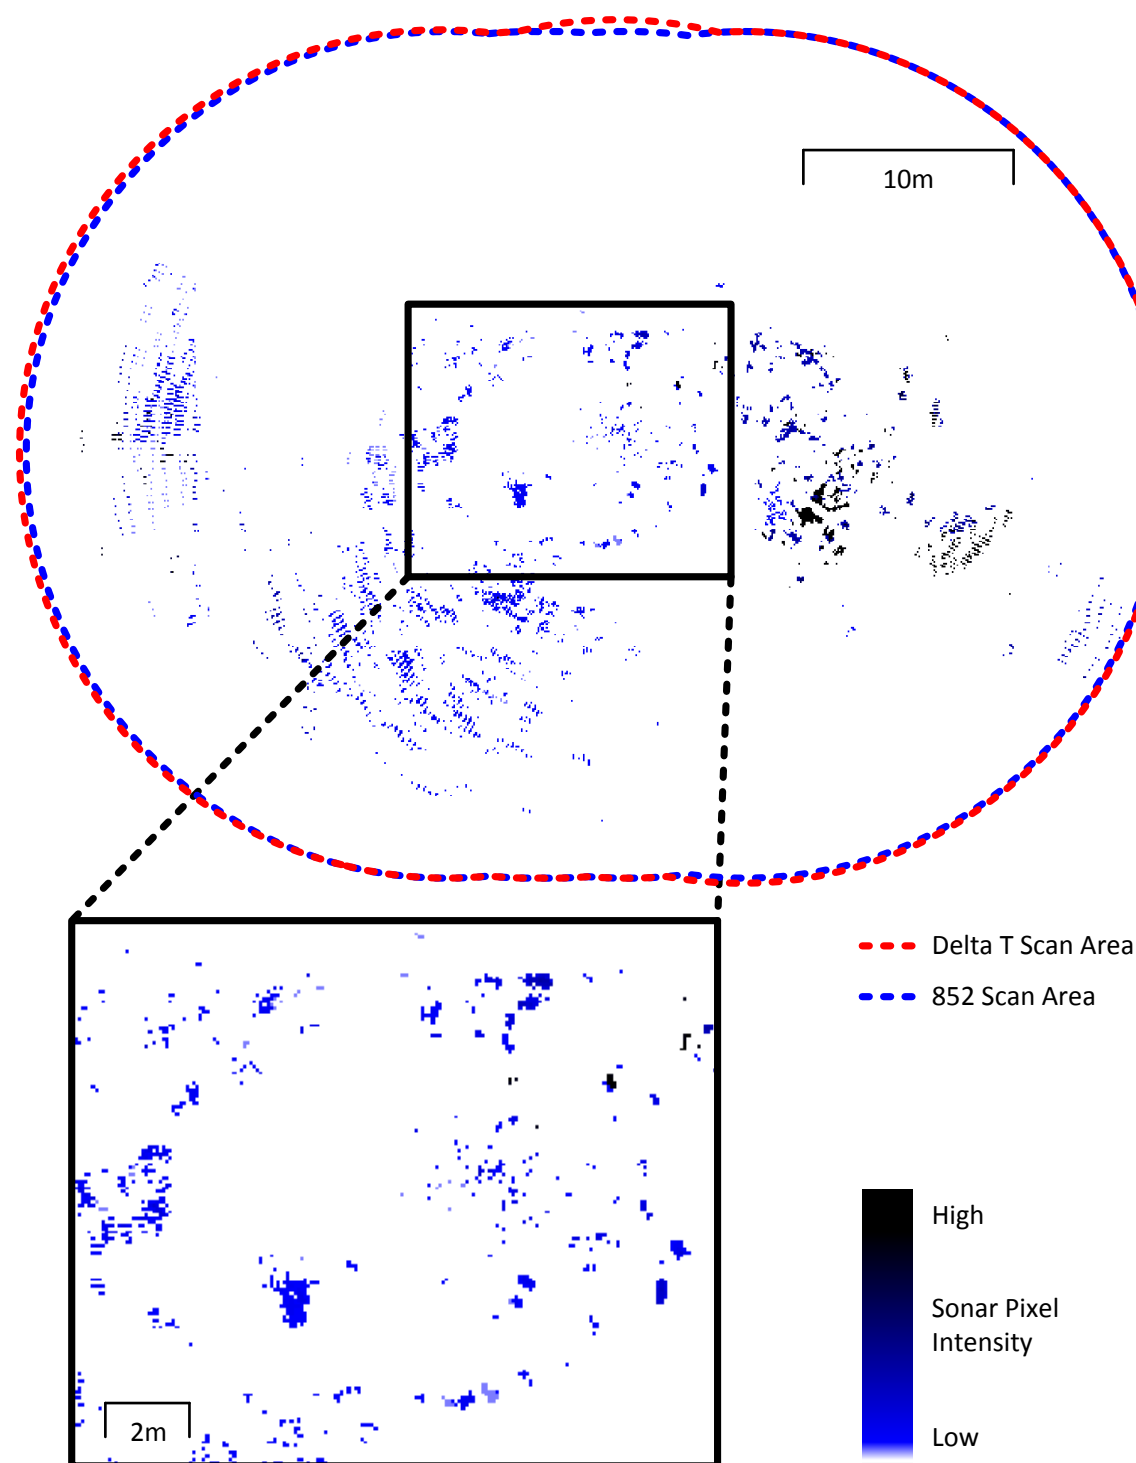 10m
Delta T Scan Area
852 Scan Area
High
Sonar Pixel
Intensity
Low
2m